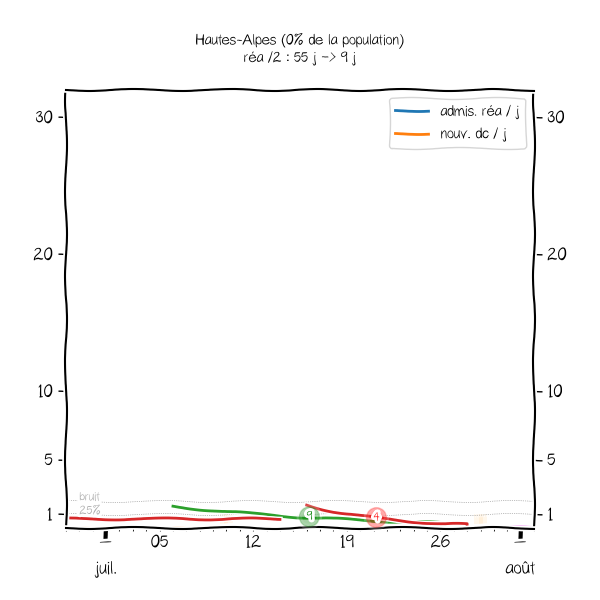 Hautes-Alpes (0% de la population)
réa /2 : 55 j -> 9 j
admis. réa / j
nouv. dc / j
30 30
20 20
10 10
5 5
bruit
25%
1 1
9 4
05 12 19 26
juil. août